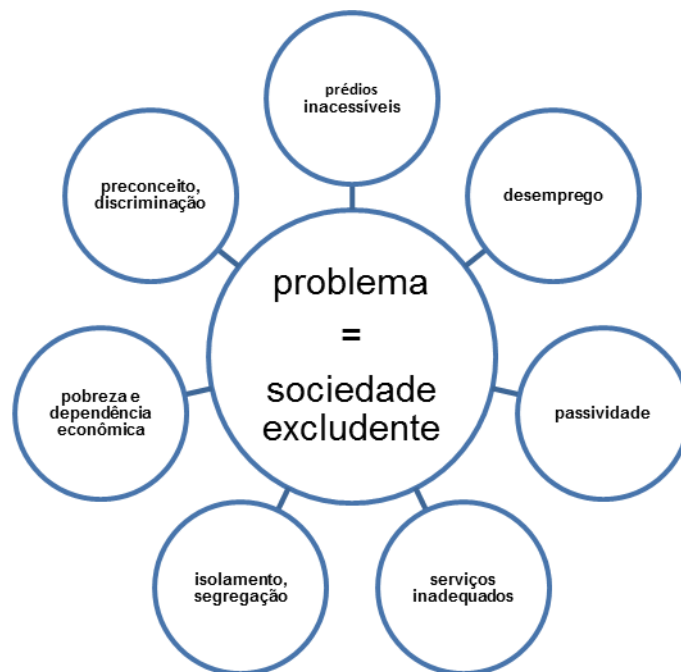 prédios
inacessíveis
desemprego
passividade
serviços
inadequados
isolamento,
segregação
pobreza e
dependência
econômica
preconceito,
discriminação
problema
=
sociedade
excludente